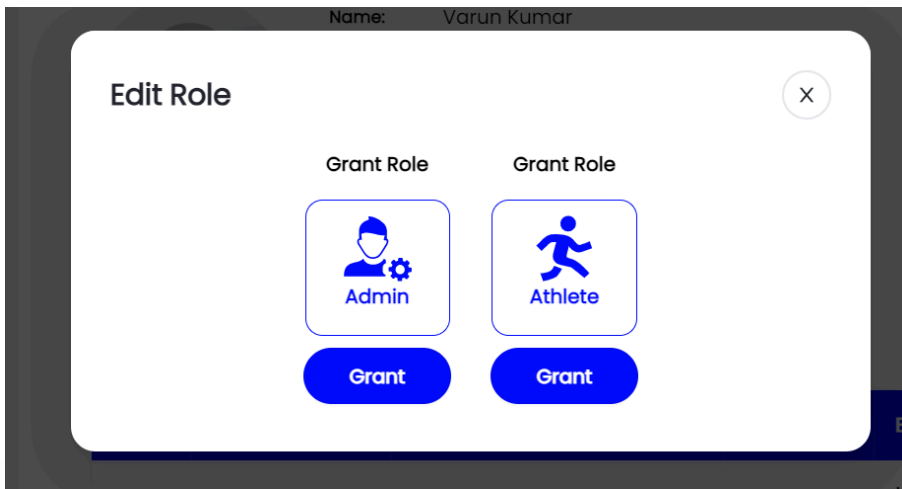 Name: Varun Kumar
Edit Role
X
Grant Role Grant Role
Admin Athlete
Grant Grant